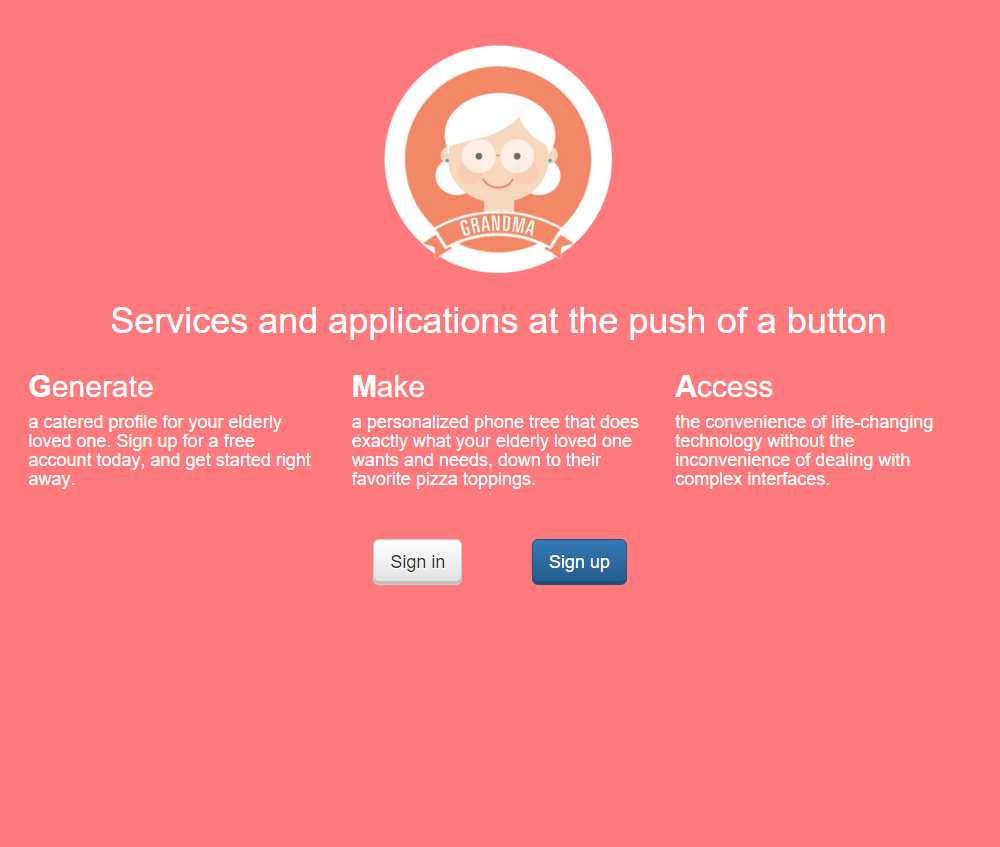 GRANDMA
Services and applications at the push of a button
Generate
a catered profile for your elderly
loved one. Sign up for a free
account today, and get started right
away.
Make
a personalized phone tree that does
exactly what your elderly loved one
wants and needs, down to their
favorite pizza toppings.
Access
the convenience of life-changing
technology without the
inconvenience of dealing with
complex interfaces.
Sign in
Sign up